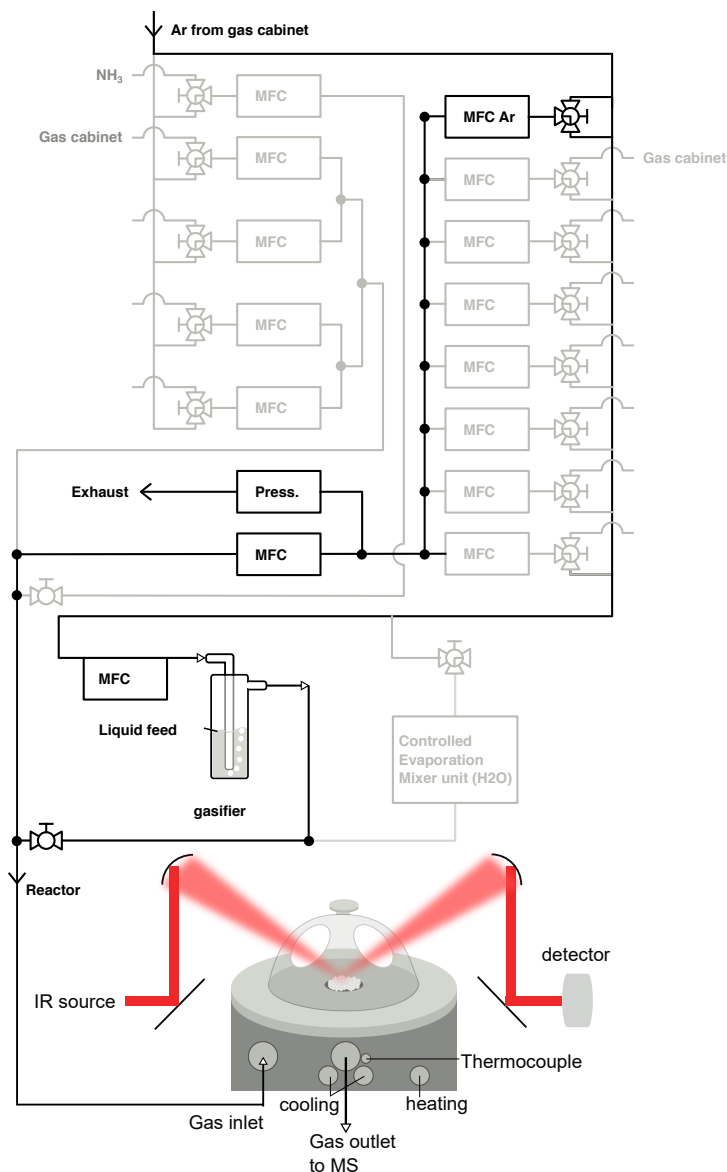 Ar from gas cabinet
NH3
MFC
MFC Ar
Gas cabinet
MFC
MFC
Gas cabinet
MFC
MFC
MFC
MFC
MFC
MFC
MFC
Exhaust
Press.
MFC
MFC
MFC
MFC
Liquid feed
gasifier
Controlled
Evaporation
Mixer unit (H2O)
Reactor
IR source
detector
Thermocouple
cooling
heating
Gas inlet
Gas outlet
to MS